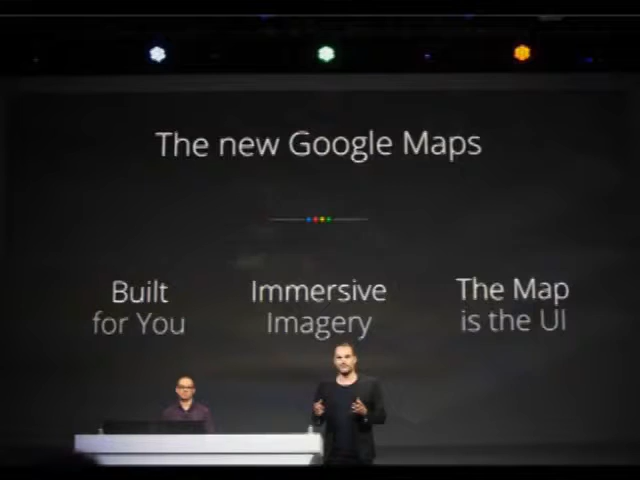 The new Google Maps
Built
for You
Immersive
Imagery
The Map
is the UI